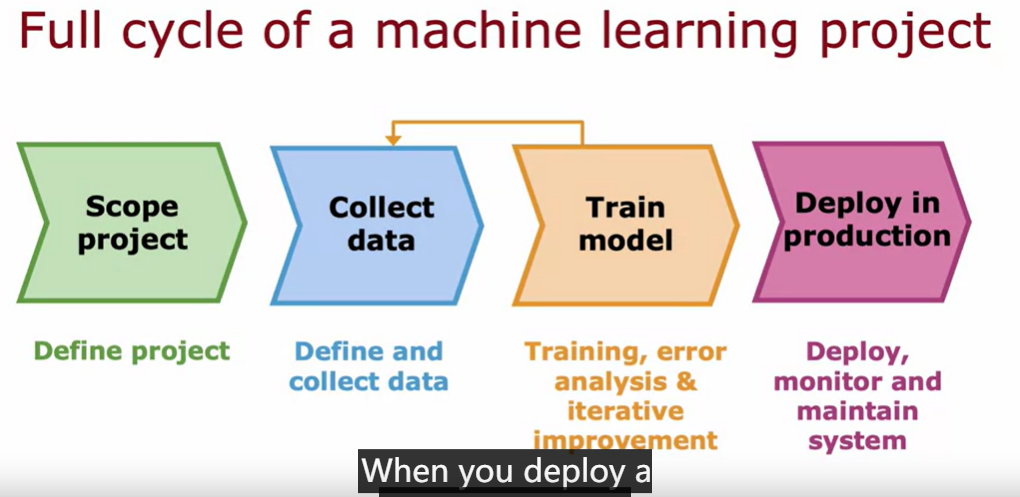 Full cycle of a machine learning project
Scope
project
Collect
data
Train
model
Deploy in
production
Define project
Define and
collect data
Training, error
analysis &
iterative
improvement
Deploy,
monitor and
maintain
system
When you deploy a